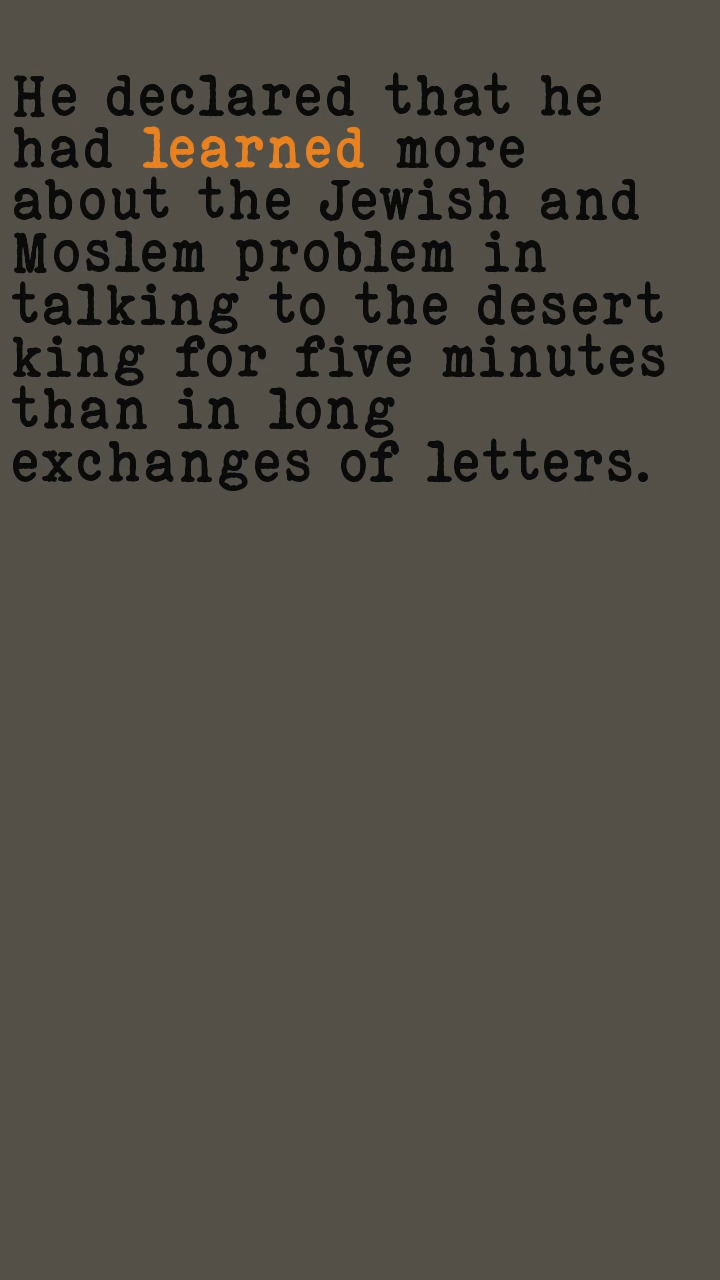 He declared that he
had learned more
about the Jewish and
Moslem problem in
talking to the desert
king for five minutes
than in long
exchanges of letters.